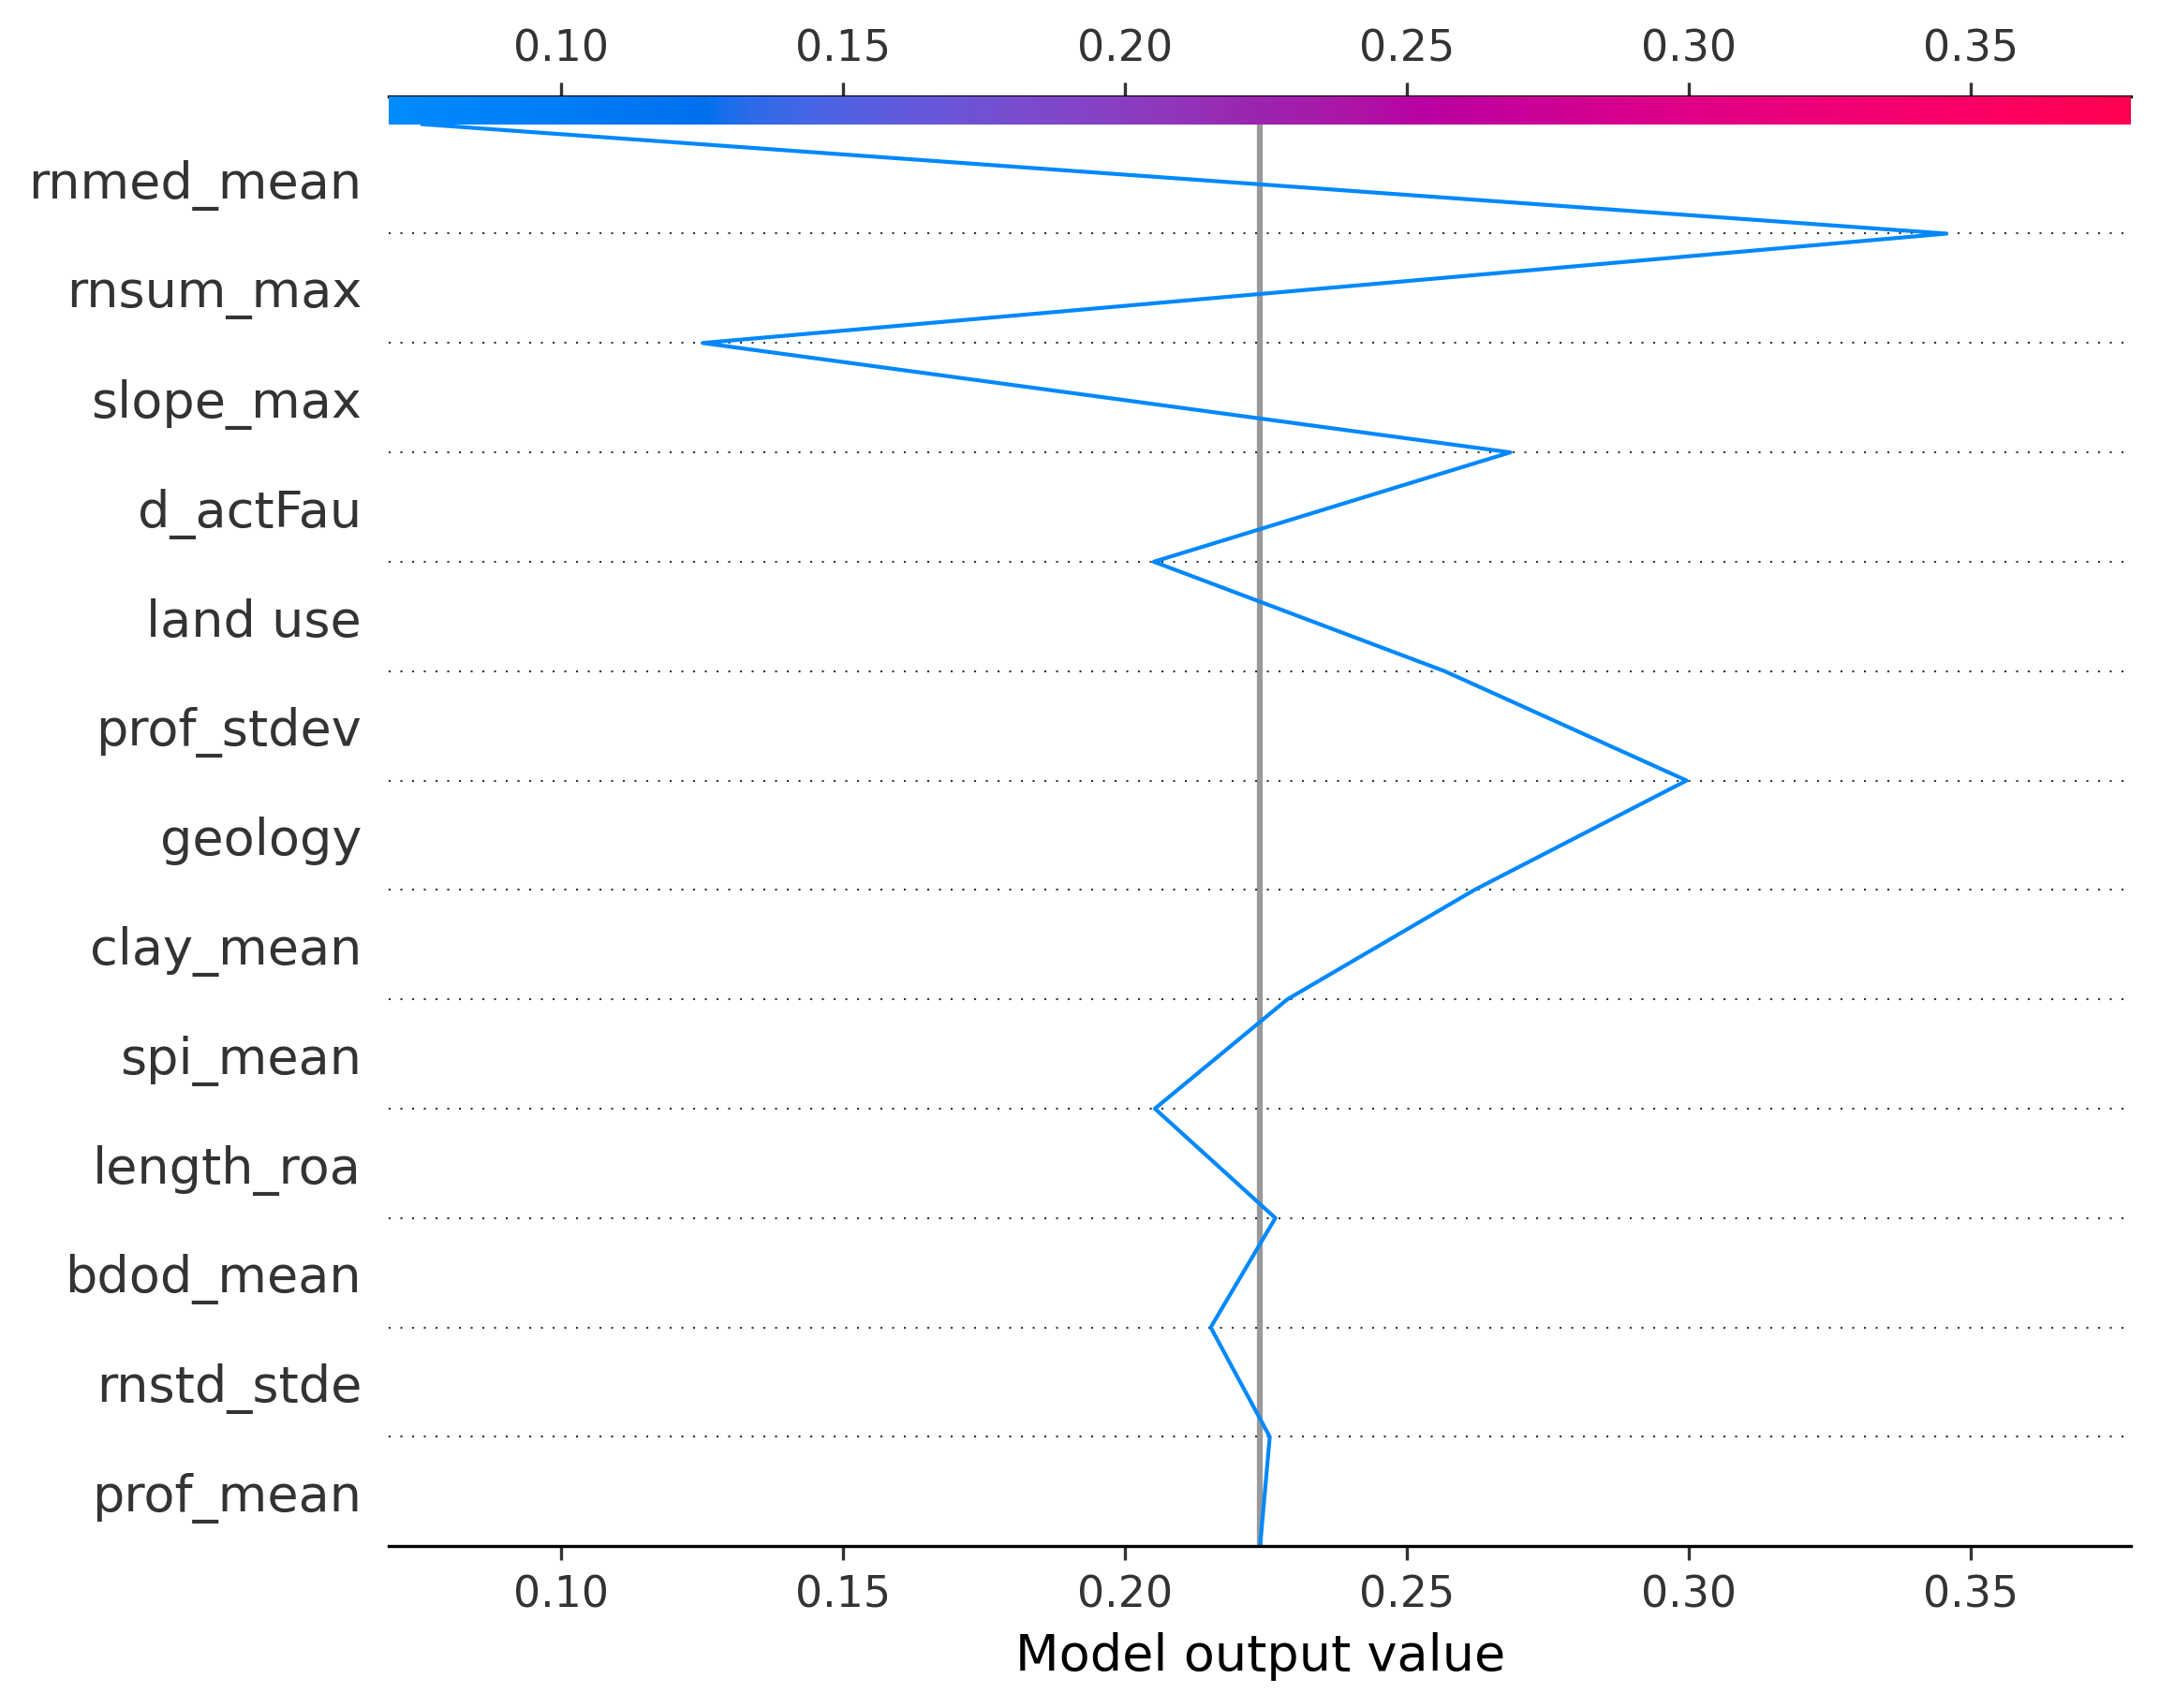 0.10 0.15 0.20 0.25 0.30 0.35
rnmed_mean
rnsum_max
slope_max
d_actFau
land use
prof_stdev
geology
clay_mean
spi_mean
length_roa
bdod_mean
rnstd_stde
prof_mean
0.10 0.15 0.20 0.25 0.30 0.35
Model output value